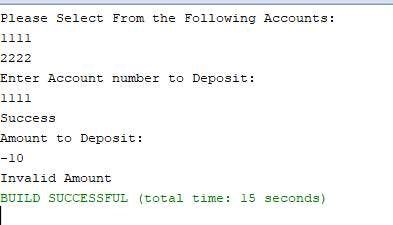 Please Select From the Following Accounts:
1111
2222
Enter Account number to Deposit:
1111
Success
Amount to Deposit:
-10
Invalid Amount
BUILD SUCCESSFUL (total time: 15 seconds)